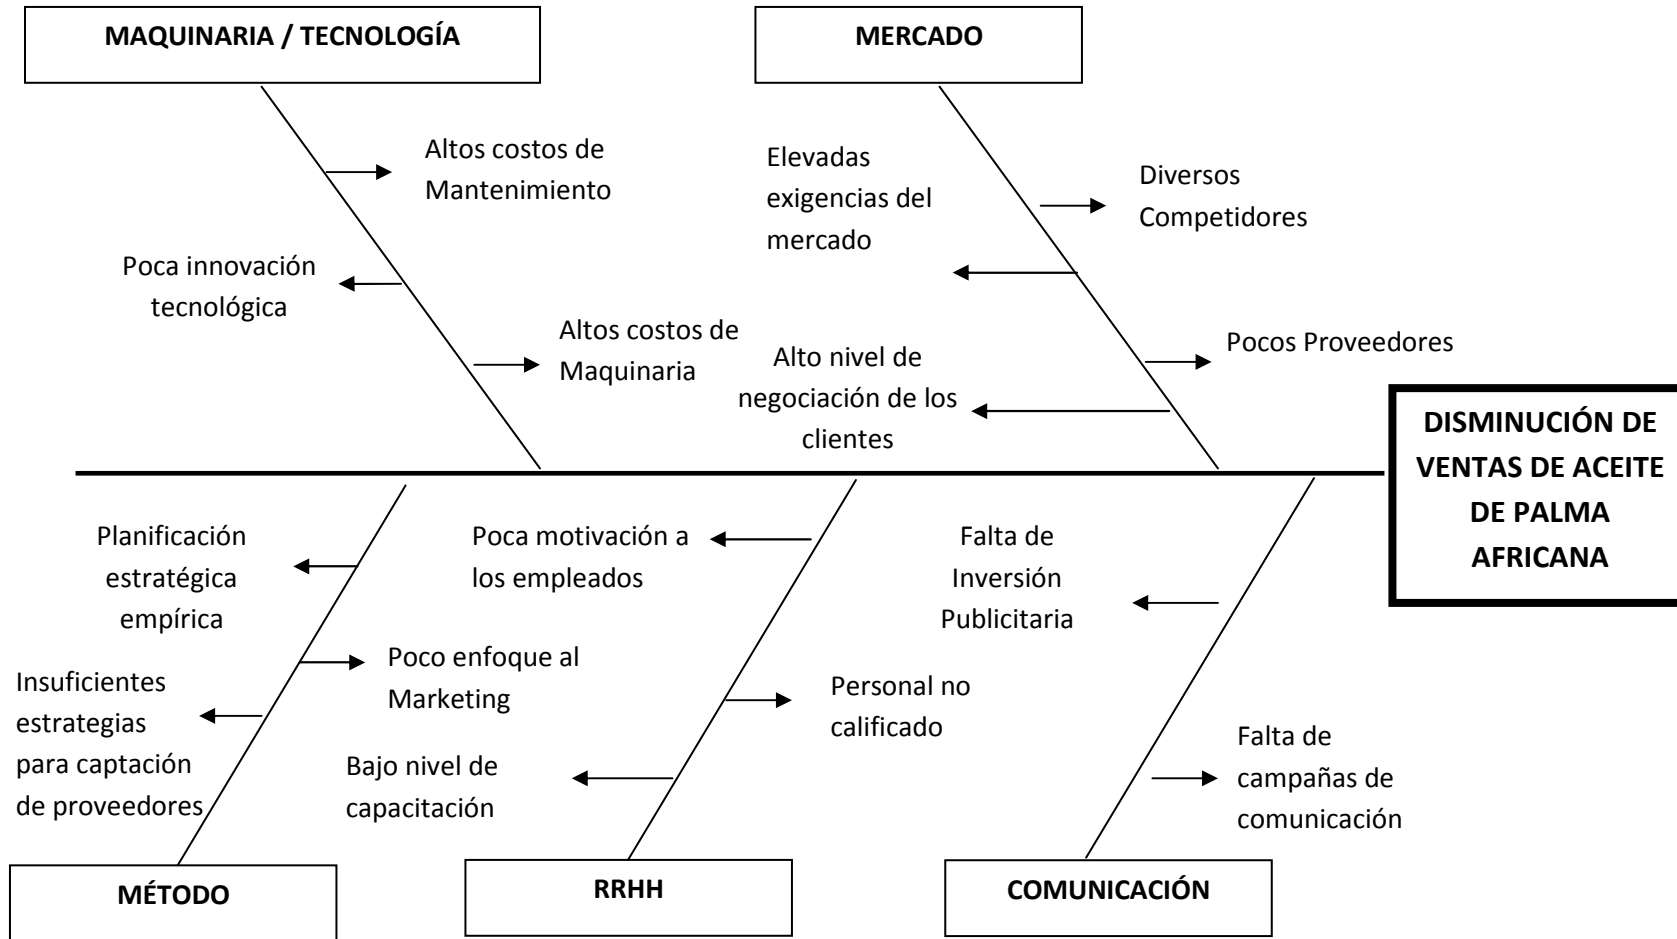 MAQUINARIA / TECNOLOGÍA
MERCADO
Altos costos de
Mantenimiento
Poca innovación
tecnológica
Altos costos de
Maquinaria
Elevadas
exigencias del
mercado
Diversos
Competidores
Alto nivel de
negociación de los
clientes
Pocos Proveedores
DISMINUCIÓN DE
VENTAS DE ACEITE
DE PALMA
AFRICANA
Planificación
estratégica
empírica
Poco enfoque al
Marketing
Insuficientes
estrategias
para captación
de proveedores
Poca motivación a
los empleados
Personal no
calificado
Bajo nivel de
capacitación
Falta de
Inversión
Publicitaria
Falta de
campañas de
comunicación
MÉTODO
RRHH
COMUNICACIÓN